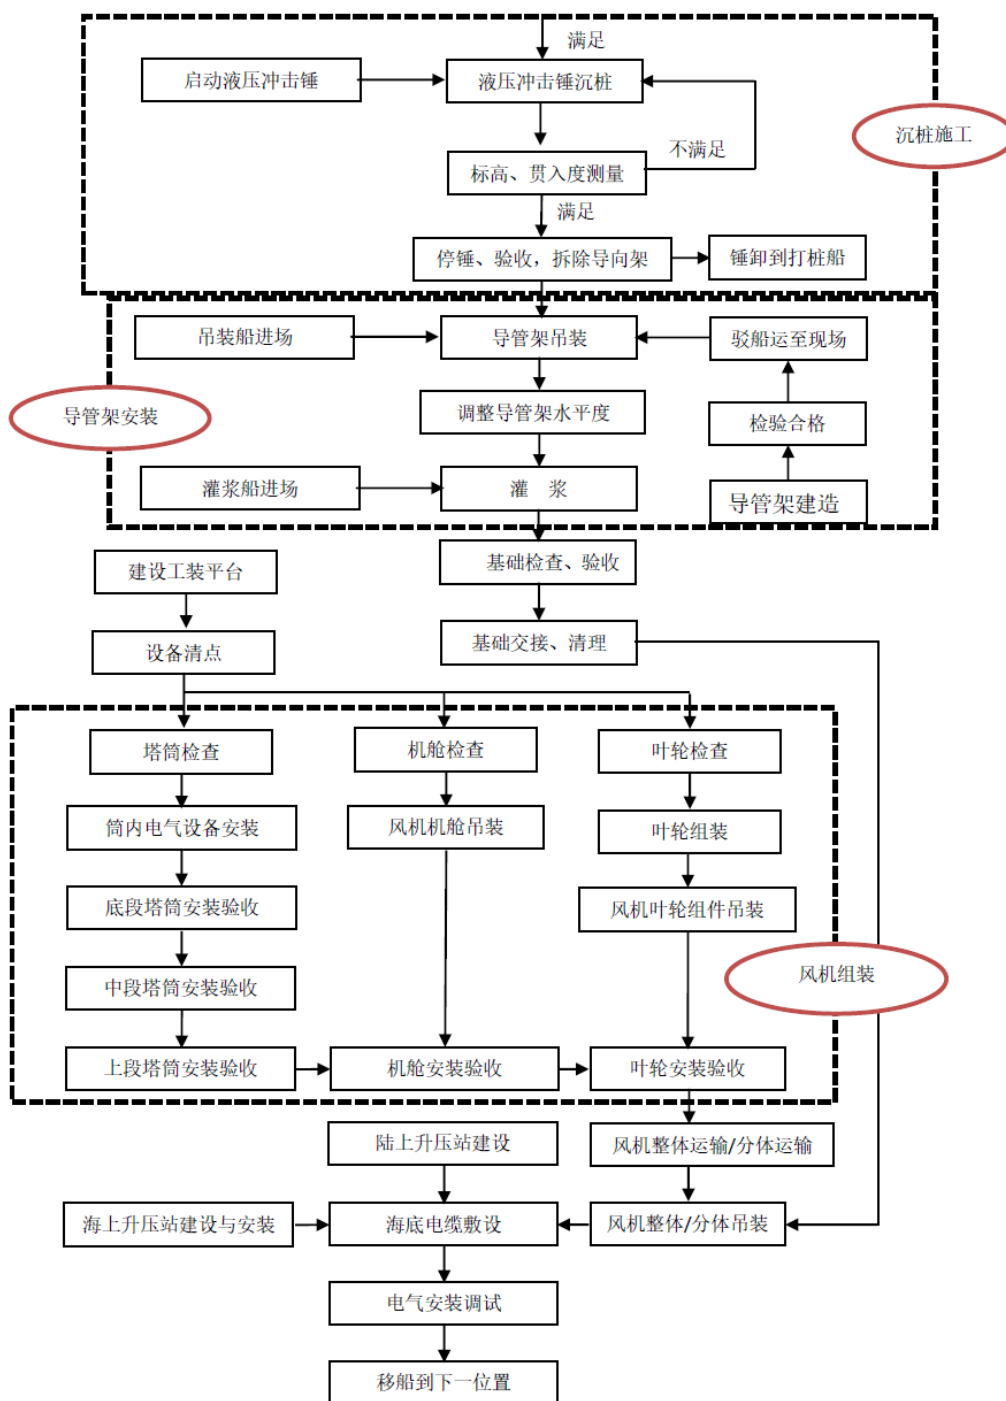 满足
启动液压冲击锤
液压冲击锤沉桩
沉桩施工
不满足
标高、贯入度测量
满足
停锤、验收，拆除导向架
锤卸到打桩船
吊装船进场
导管架吊装
驳船运至现场
导管架安装
调整导管架水平度
检验合格
灌浆船进场
灌 浆
导管架建造
基础检查、验收
建设工装平台
基础交接、清理
设备清点
塔筒检查
机舱检查
叶轮检查
筒内电气设备安装
风机机舱吊装
叶轮组装
底段塔筒安装验收
风机叶轮组件吊装
中段塔筒安装验收
风机组装
上段塔筒安装验收
机舱安装验收
叶轮安装验收
陆上升压站建设
风机整体运输/分体运输
海上升压站建设与安装
海底电缆敷设
风机整体/分体吊装
电气安装调试
移船到下一位置